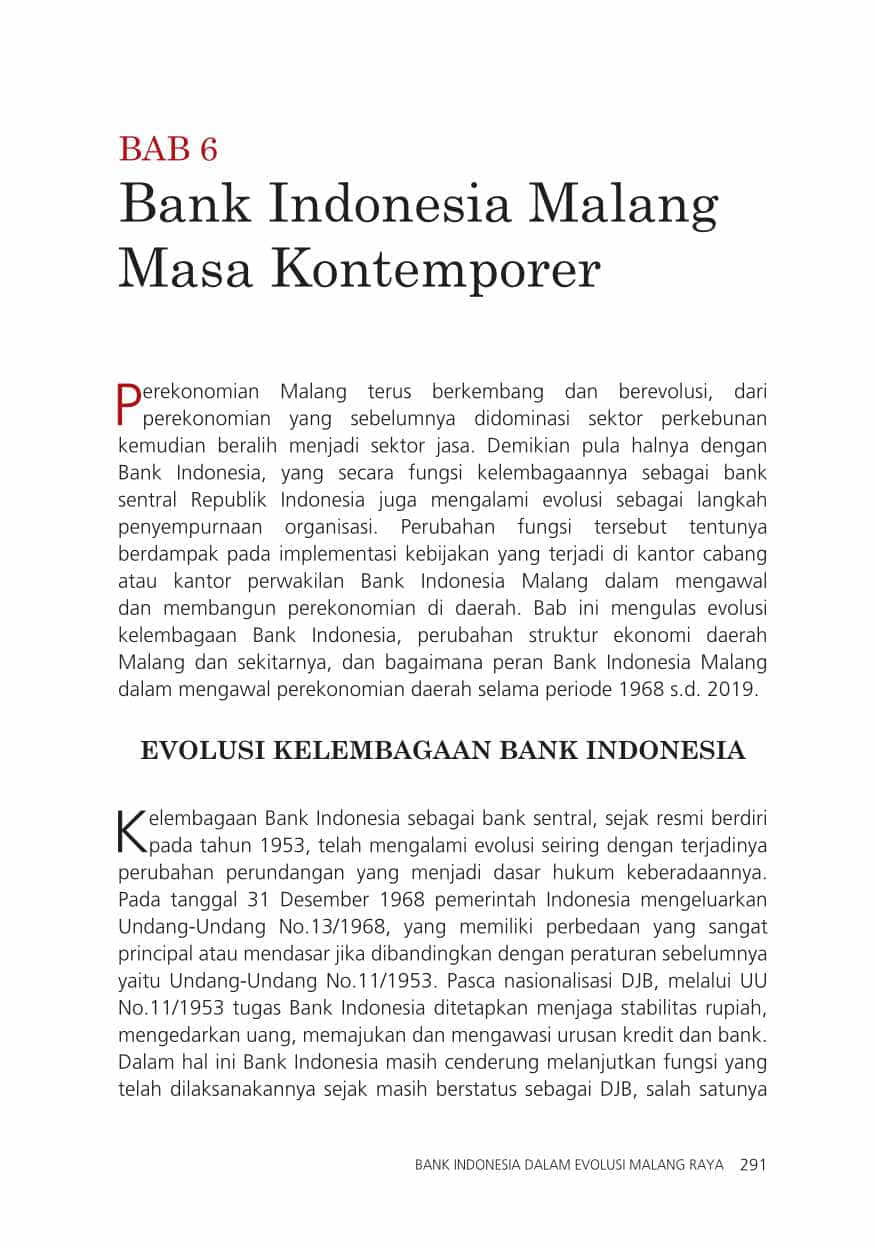 BAB 6
Bank Indonesia Malang
Masa Kontemporer
Perekonomian Malang terus berkembang dan berevolusi, dari
perekonomian yang sebelumnya didominasi sektor perkebunan
kemudian beralih menjadi sektor jasa. Demikian pula halnya dengan
Bank Indonesia, yang secara fungsi kelembagaannya sebagai bank
sentral Republik Indonesia juga mengalami evolusi sebagai langkah
penyempurnaan organisasi. Perubahan fungsi tersebut tentunya
berdampak pada implementasi kebijakan yang terjadi di kantor cabang
atau kantor perwakilan Bank Indonesia Malang dalam mengawal
dan membangun perekonomian di daerah. Bab ini mengulas evolusi
kelembagaan Bank Indonesia, perubahan struktur ekonomi daerah
Malang dan sekitarnya, dan bagaimana peran Bank Indonesia Malang
dalam mengawal perekonomian daerah selama periode 1968 s.d. 2019.
EVOLUSI KELEMBAGAAN BANK INDONESIA
Kelembagaan Bank Indonesia sebagai bank sentral, sejak resmi berdiri
pada tahun 1953, telah mengalami evolusi seiring dengan terjadinya
perubahan perundangan yang menjadi dasar hukum keberadaannya.
Pada tanggal 31 Desember 1968 pemerintah Indonesia mengeluarkan
Undang-Undang No.13/1968, yang memiliki perbedaan yang sangat
principal atau mendasar jika dibandingkan dengan peraturan sebelumnya
yaitu Undang-Undang No.11/1953. Pasca nasionalisasi DJB, melalui UU
No.11/1953 tugas Bank Indonesia ditetapkan menjaga stabilitas rupiah,
mengedarkan uang, memajukan dan mengawasi urusan kredit dan bank.
Dalam hal ini Bank Indonesia masih cenderung melanjutkan fungsi yang
telah dilaksanakannya sejak masih berstatus sebagai DJB, salah satunya
BANK INDONESIA DALAM EVOLUSI MALANG RAYA 291